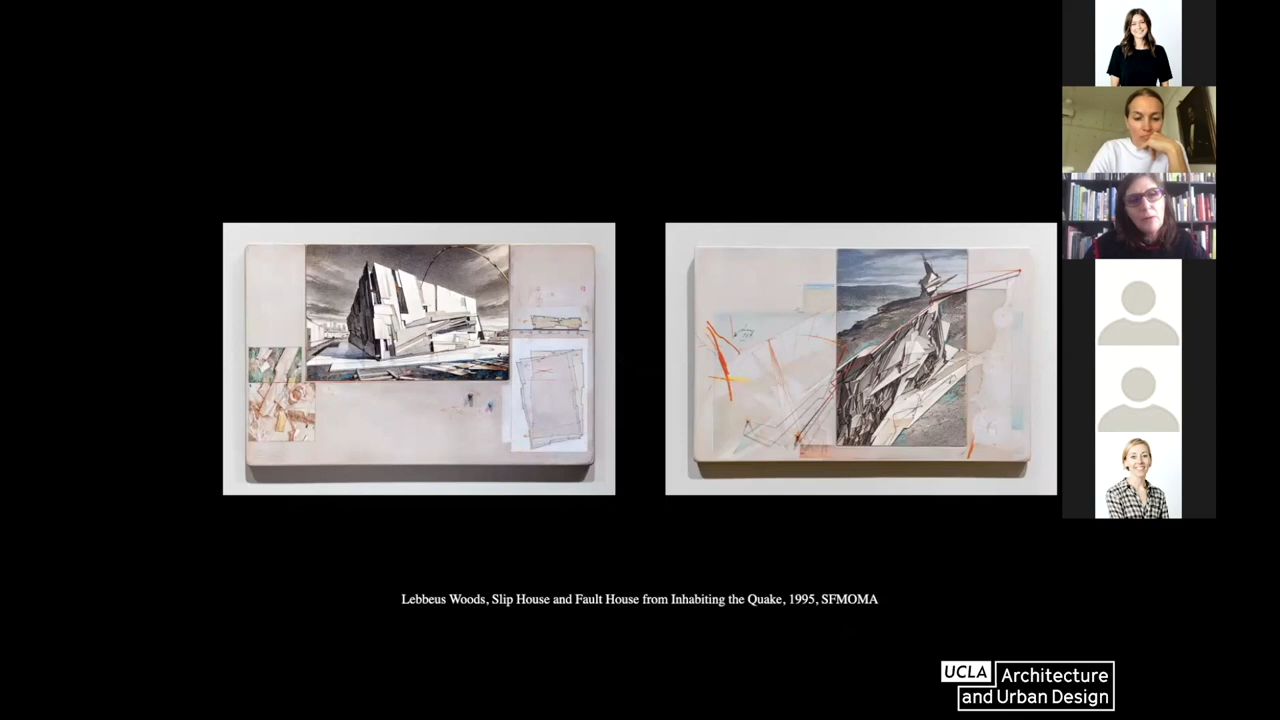 Lebbeus Woods, Slip House and Fault House from Inhabiting the Quake, 1995, SFMOMA
UCLA Architecture
and Urban Design